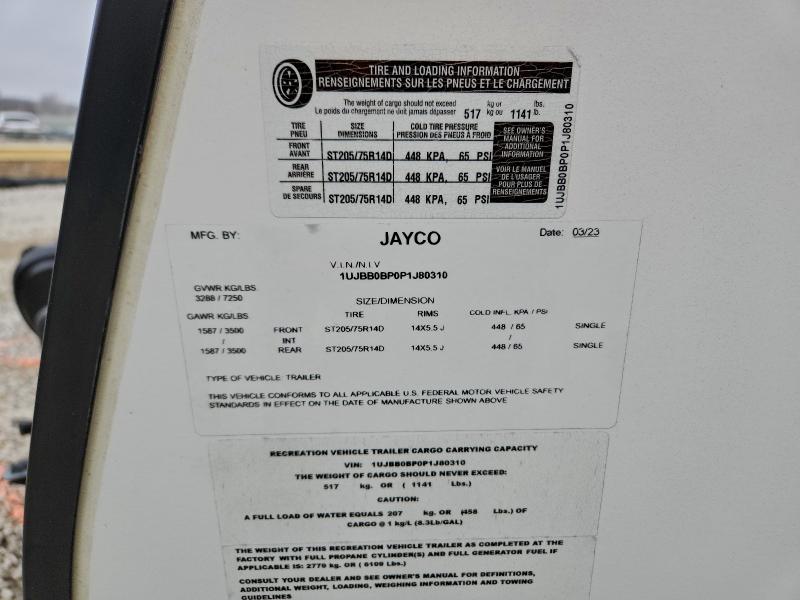 TIRE AND LOADING INFORMATION
RENSEIGNEMENTS SUR LES PNEUS ET LE CHARGEMENT
The weight of cargo should not exceed kg or lbs.
Le poids du chargement ne doit jamais dépasser 517 kg ou 1141 lb.
TIRE SIZE COLD TIRE PRESSURE
PNEU DIMENSIONS PRESSION DES PNEUS À FROID
FRONT
AVANT ST205/75R14D 448 KPA, 65 PSI
REAR
ARRIÈRE ST205/75R14D 448 KPA, 65 PSI
SPARE
DE SECOURS ST205/75R14D 448 KPA, 65 PSI
SEE OWNER'S
MANUAL FOR
ADDITIONAL
INFORMATION
VOIR LE MANUEL
DE L'USAGER
POUR PLUS DE
RENSEIGNEMENTS
1UJBB0BP0P1J80310
MFG. BY: JAYCO Date: 03/23
V.I.N./N.I.V
1UJBB0BP0P1J80310
GVWR KG/LBS
3288 / 7250
SIZE/DIMENSION
GAWR KG/LBS TIRE RIMS COLD INFL. KPA / PSI
1587 / 3500 FRONT ST205/75R14D 14X5.5 J 448 / 65 SINGLE
/ INT /
1587 / 3500 REAR ST205/75R14D 14X5.5 J 448 / 65 SINGLE
TYPE OF VEHICLE: TRAILER
THIS VEHICLE CONFORMS TO ALL APPLICABLE U.S. FEDERAL MOTOR VEHICLE SAFETY
STANDARDS IN EFFECT ON THE DATE OF MANUFACTURE SHOWN ABOVE
RECREATION VEHICLE TRAILER CARGO CARRYING CAPACITY
VIN: 1UJBB0BP0P1J80310
THE WEIGHT OF CARGO SHOULD NEVER EXCEED:
517 kg. OR ( 1141 Lbs.)
CAUTION:
A FULL LOAD OF WATER EQUALS 207 kg. OR (458 Lbs.) OF
CARGO @ 1 kg/L (8.3Lb/GAL)
THE WEIGHT OF THIS RECREATION VEHICLE TRAILER AS COMPLETED AT THE
FACTORY WITH FULL PROPANE CYLINDER(S) AND FULL GENERATOR FUEL IF
APPLICABLE IS: 2770 kg. OR ( 6109 Lbs.)
CONSULT YOUR DEALER AND SEE OWNER'S MANUAL FOR DEFINITIONS,
ADDITIONAL WEIGHT, LOADING, WEIGHING INFORMATION AND TOWING
GUIDELINES